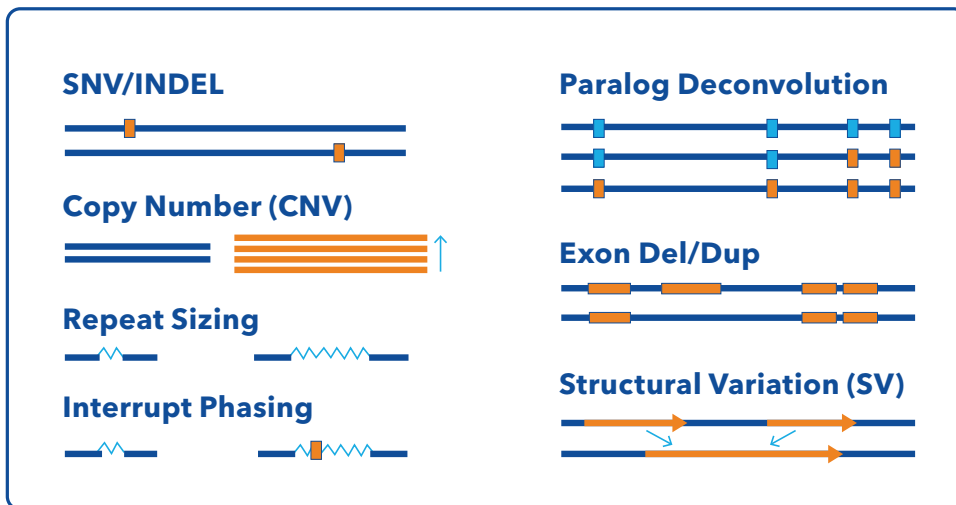 SNV/INDEL
Copy Number (CNV)
Repeat Sizing
Interrupt Phasing
Paralog Deconvolution
Exon Del/Dup
Structural Variation (SV)